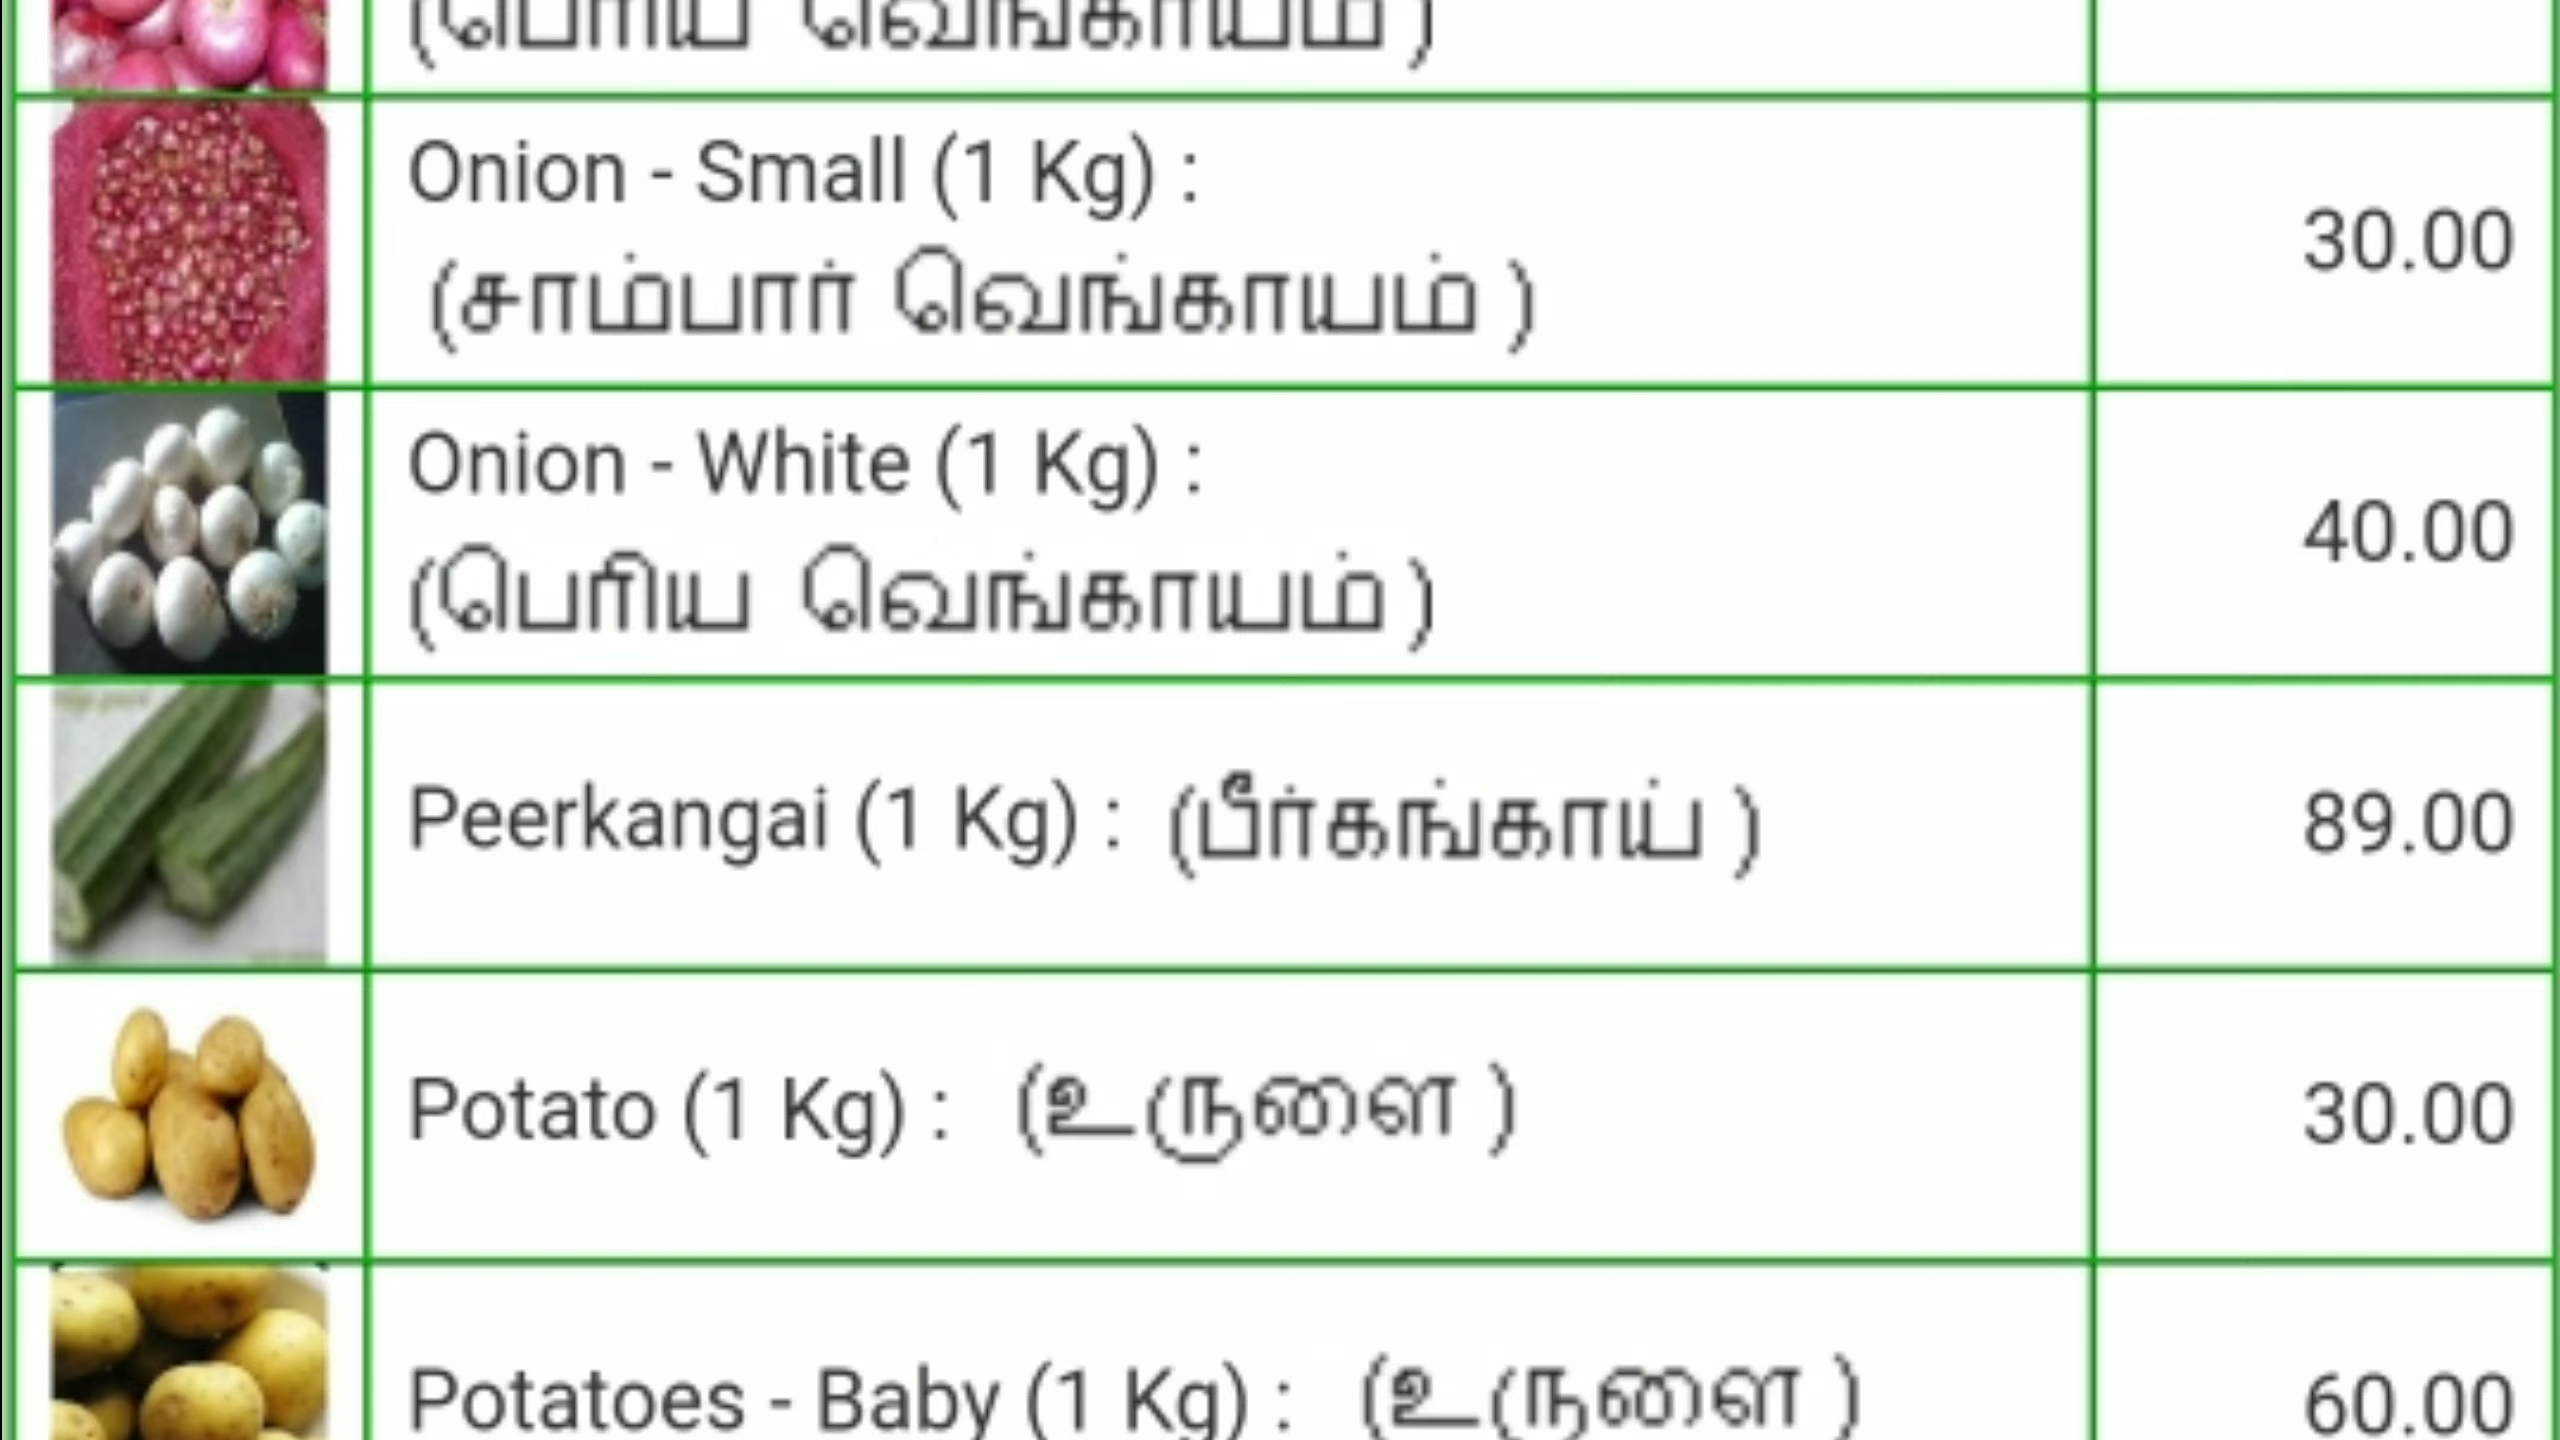 (பெரிய வெங்காயம் )
Onion - Small (1 Kg) :
(சாம்பார் வெங்காயம் )
30.00
Onion - White (1 Kg) :
(பெரிய வெங்காயம் )
40.00
Peerkangai (1 Kg) : (பீர்கங்காய் )
89.00
Potato (1 Kg) : (உருளை )
30.00
Potatoes - Baby (1 Kg) : (உருளை )
60.00